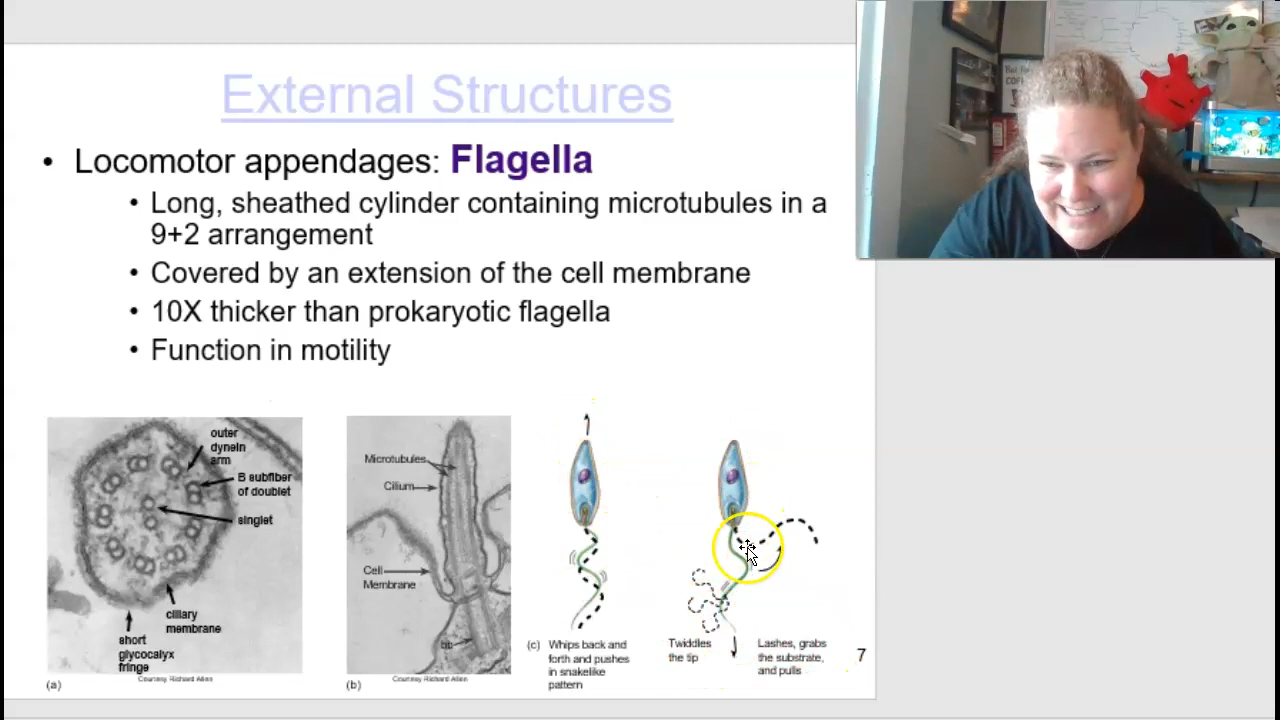 External Structures
• Locomotor appendages: Flagella
• Long, sheathed cylinder containing microtubules in a
9+2 arrangement
• Covered by an extension of the cell membrane
• 10X thicker than prokaryotic flagella
• Function in motility
outer
dynein
arm
B subfiber
of doublet
singlet
ciliary
membrane
short
glycocalyx
fringe
(a)
Courtesy Richard Allen
Microtubules
Cilium
Cell
Membrane
bb
(b)
Courtesy Richard Allen
(c) Whips back and
forth and pushes
in snakelike
pattern
Twiddles
the tip
Lashes, grabs
the substrate,
and pulls
7